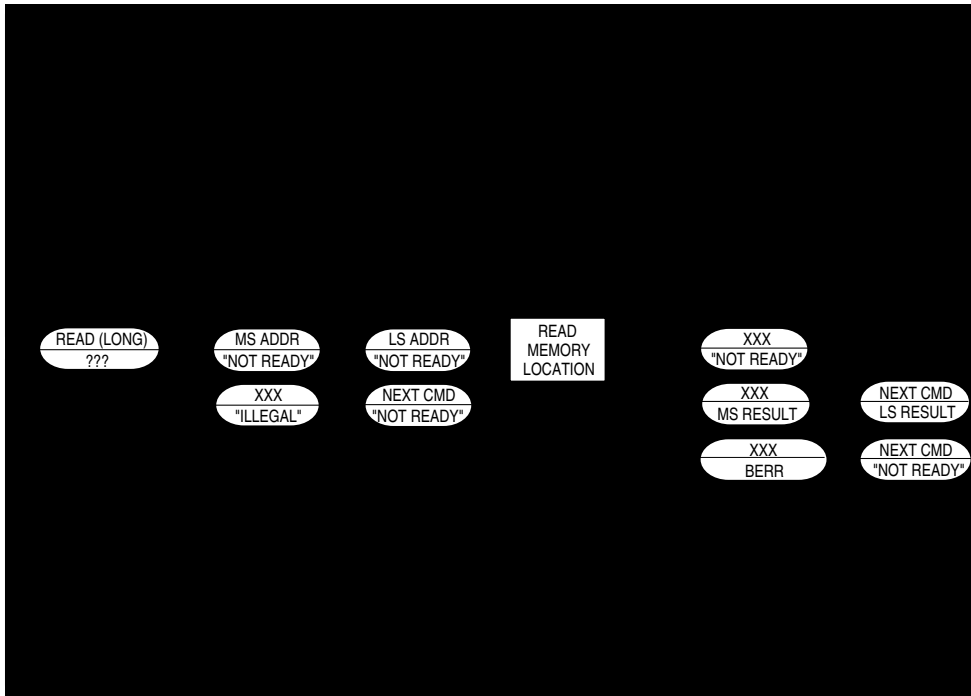 READ (LONG)
???
MS ADDR
"NOT READY"
XXX
"ILLEGAL"
LS ADDR
"NOT READY"
NEXT CMD
"NOT READY"
READ
MEMORY
LOCATION
XXX
"NOT READY"
XXX
MS RESULT
XXX
BERR
NEXT CMD
LS RESULT
NEXT CMD
"NOT READY"